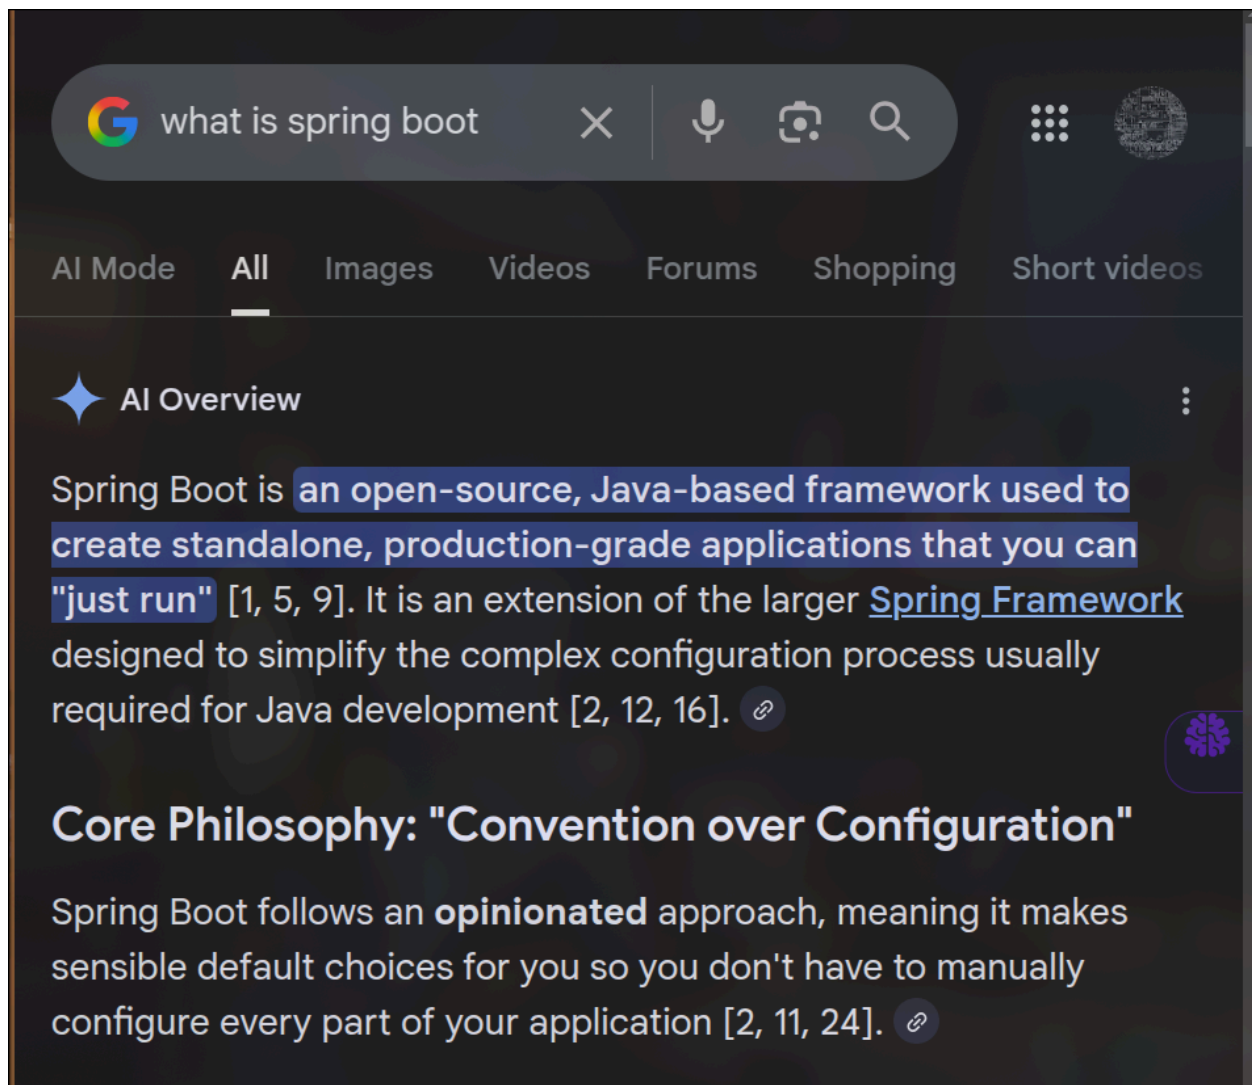 what is spring boot
AI Mode All Images Videos Forums Shopping Short videos
AI Overview
Spring Boot is an open-source, Java-based framework used to
create standalone, production-grade applications that you can
"just run" [1, 5, 9]. It is an extension of the larger Spring Framework
designed to simplify the complex configuration process usually
required for Java development [2, 12, 16].
Core Philosophy: "Convention over Configuration"
Spring Boot follows an opinionated approach, meaning it makes
sensible default choices for you so you don't have to manually
configure every part of your application [2, 11, 24].